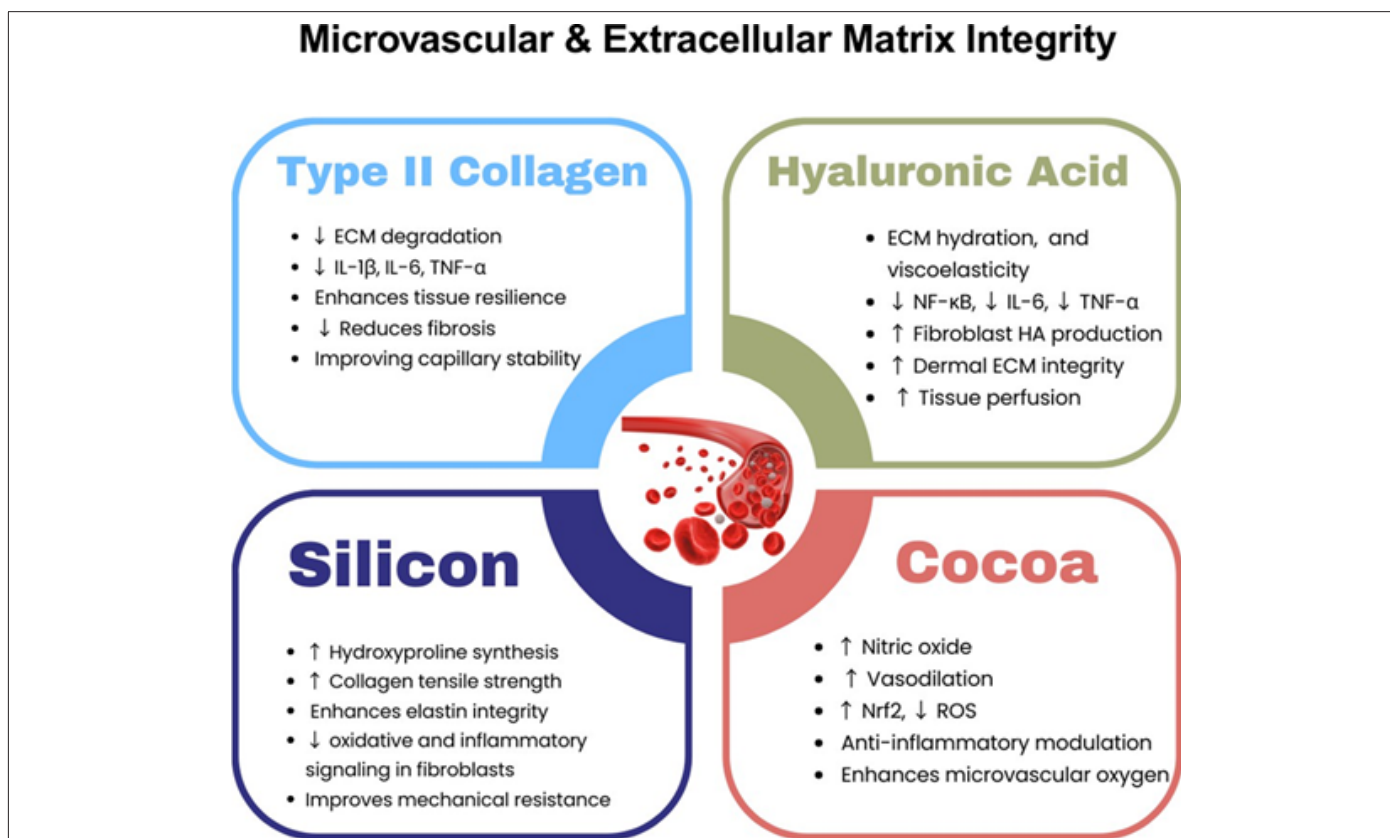 Microvascular & Extracellular Matrix Integrity
Type II Collagen
• ↓ ECM degradation
• ↓ IL-1β, IL-6, TNF-α
• Enhances tissue resilience
• ↓ Reduces fibrosis
• Improving capillary stability
Hyaluronic Acid
• ECM hydration, and
viscoelasticity
• ↓ NF-κB, ↓ IL-6, ↓ TNF-α
• ↑ Fibroblast HA production
• ↑ Dermal ECM integrity
• ↑ Tissue perfusion
Silicon
• ↑ Hydroxyproline synthesis
• ↑ Collagen tensile strength
• Enhances elastin integrity
• ↓ oxidative and inflammatory
signaling in fibroblasts
• Improves mechanical resistance
Cocoa
• ↑ Nitric oxide
• ↑ Vasodilation
• ↑ Nrf2, ↓ ROS
• Anti-inflammatory modulation
• Enhances microvascular oxygen